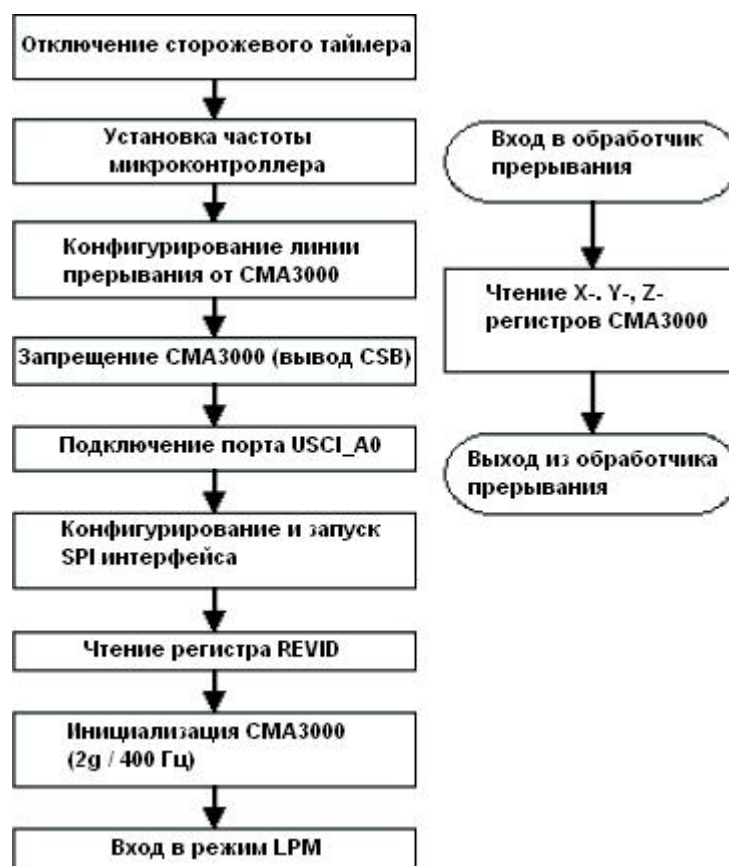 Отключение сторожевого таймера
Установка частоты
микроконтроллера
Конфигурирование линии
прерывания от CMA3000
Запрещение CMA3000 (вывод CSB)
Подключение порта USCI_A0
Конфигурирование и запуск
SPI интерфейса
Чтение регистра REVID
Инициализация CMA3000
(2g / 400 Гц)
Вход в режим LPM
Вход в обработчик
прерывания
Чтение X-. Y-, Z-
регистров CMA3000
Выход из обработчика
прерывания